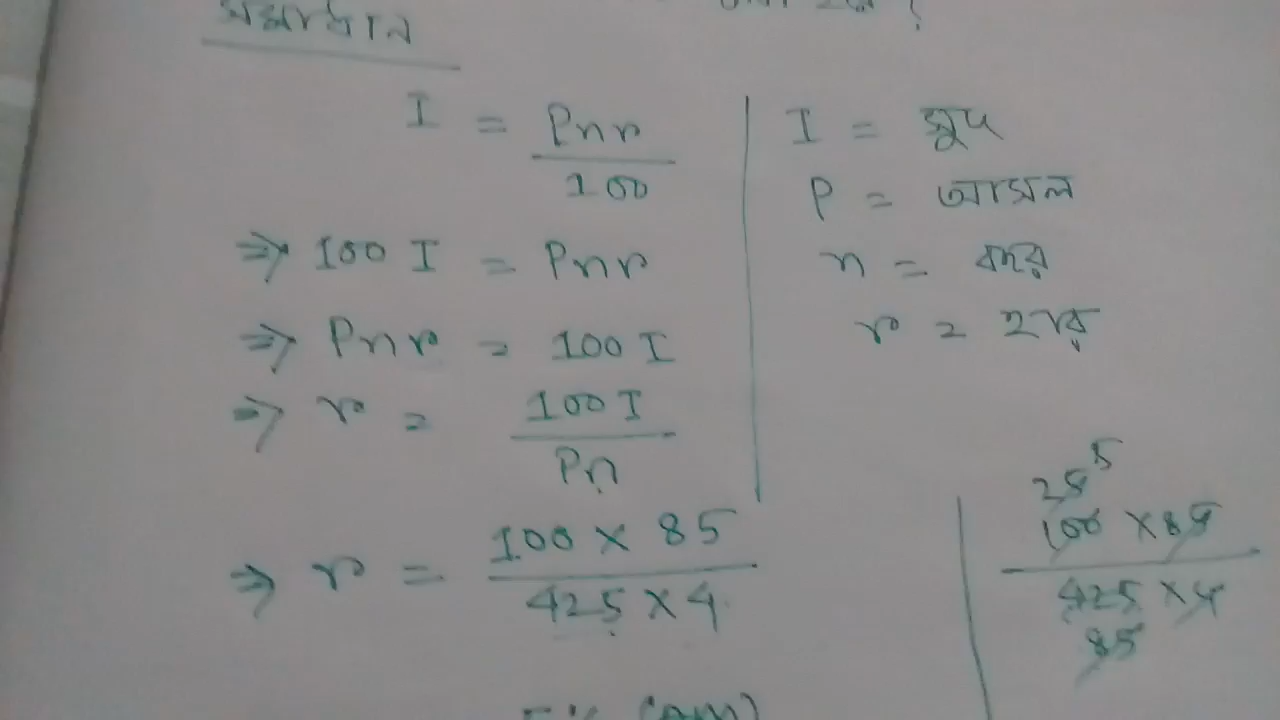 সমাধান
I = Pnr/100
⇒ 100 I = Pnr
⇒ Pnr = 100 I
⇒ r = 100 I/Pn
⇒ r = 100 × 85/425 × 4
I = সুদ
P = আসল
n =
r = হার
25 5
100 × 85
425 × 4
85
(Am)